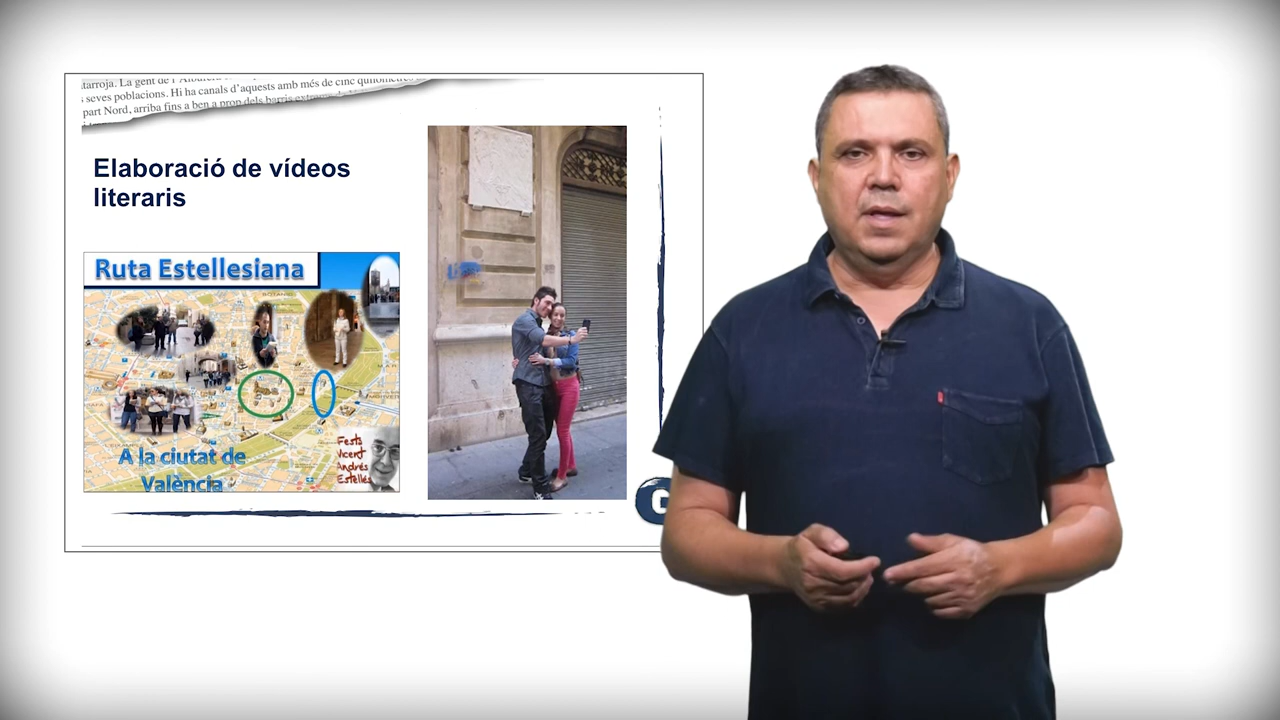 tarroja. La gent de l'Albufera
seves poblacions. Hi ha canals d'aquests amb més de cinc quilòmetres
part Nord, arriba fins a ben a prop dels barris
Elaboració de vídeos
literaris
Ruta Estellesiana
A la ciutat de
València
Festa
Vicent
Andrés
Estellés
G